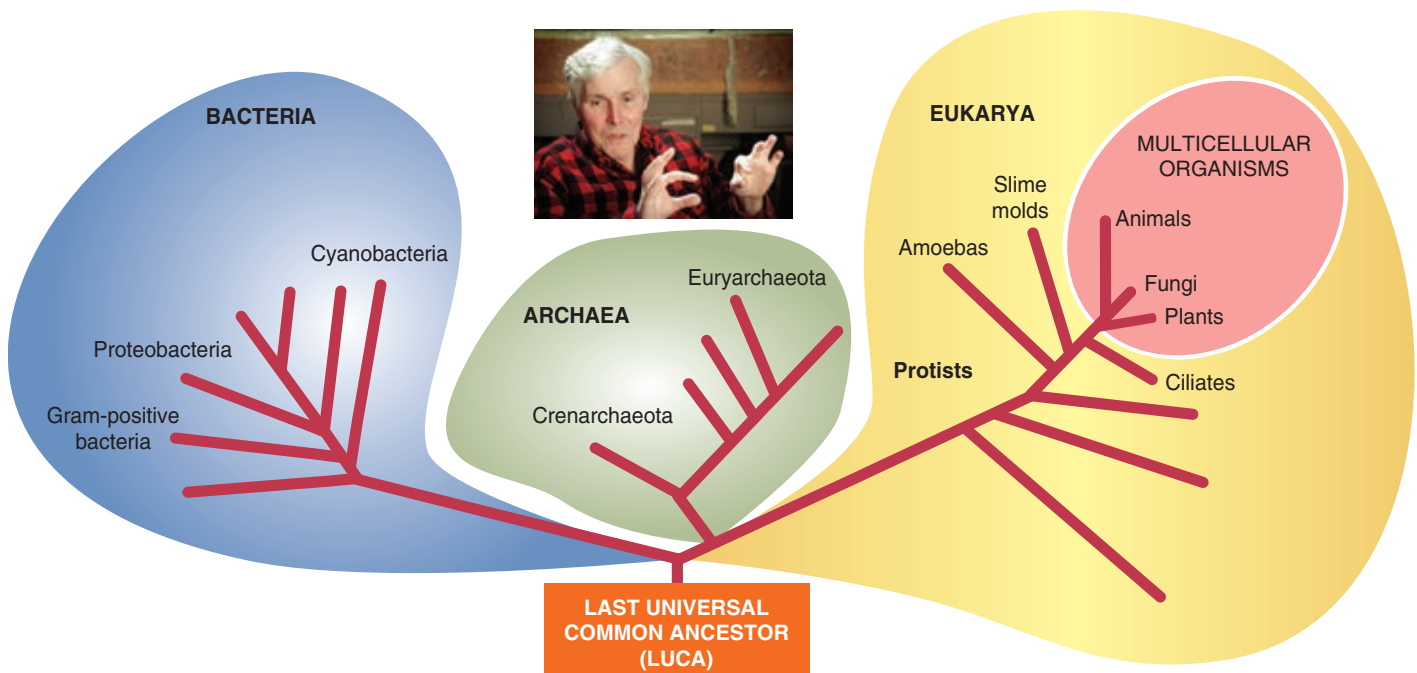 BACTERIA
Cyanobacteria
Proteobacteria
Gram-positive
bacteria
ARCHAEA
Euryarchaeota
Crenarchaeota
EUKARYA
MULTICELLULAR
ORGANISMS
Slime
molds
Animals
Amoebas
Fungi
Plants
Protists
Ciliates
LAST UNIVERSAL
COMMON ANCESTOR
(LUCA)